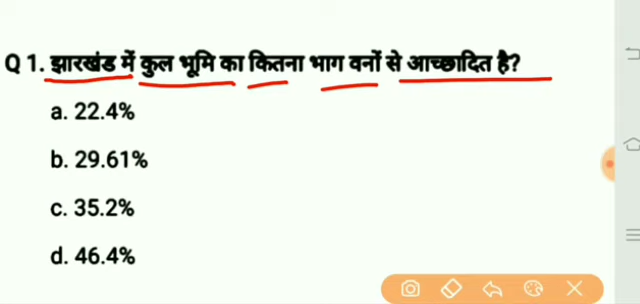 Q 1. झारखंड में कुल भूमि का कितना भाग वनों से आच्छादित है?
a. 22.4%
b. 29.61%
c. 35.2%
d. 46.4%